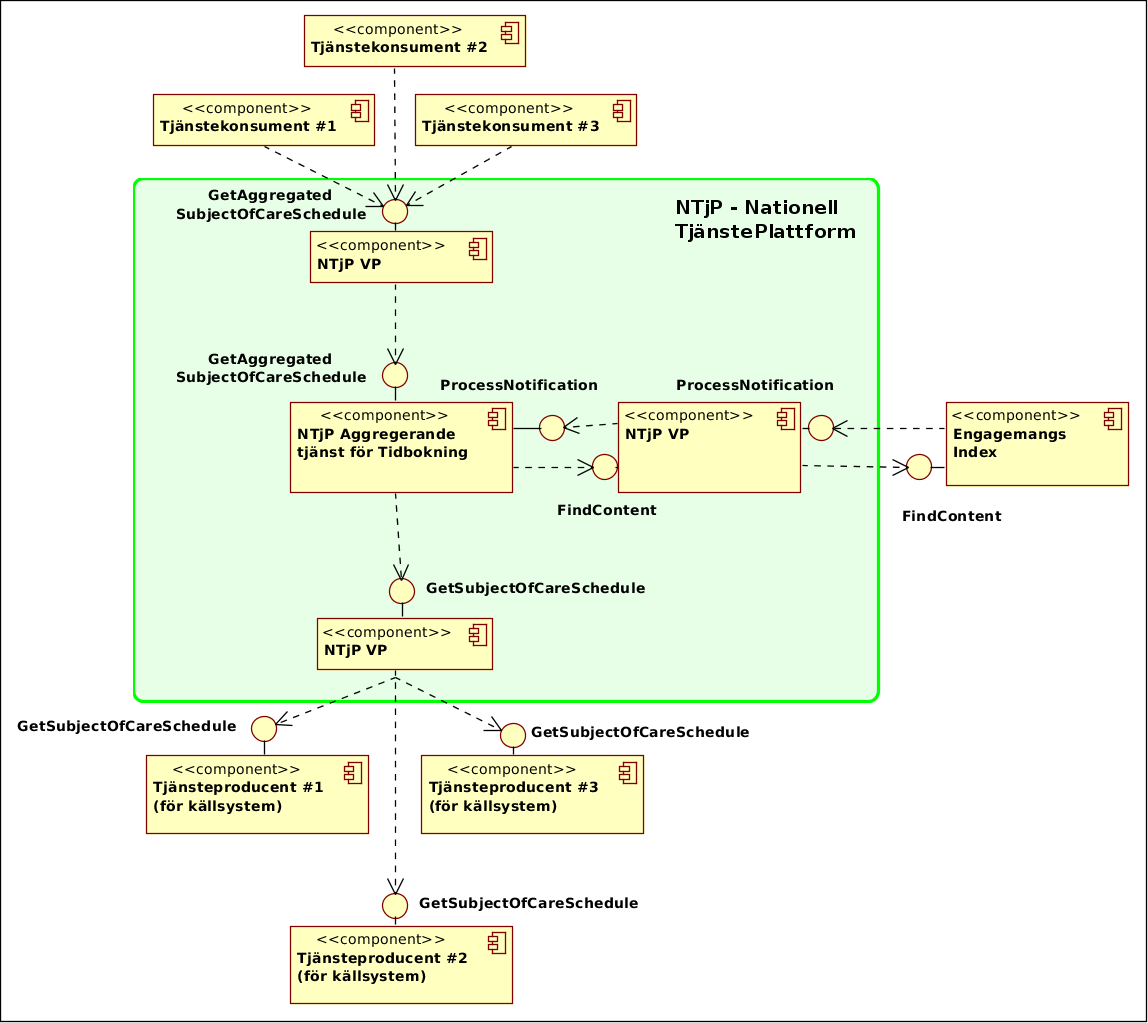 <<component>>
Tjänstekonsument #2
<<component>>
Tjänstekonsument #1
<<component>>
Tjänstekonsument #3
GetAggregated
SubjectOfCareSchedule
NTjP - Nationell
TjänstePlattform
<<component>>
NTjP VP
GetAggregated
SubjectOfCareSchedule
ProcessNotification
ProcessNotification
<<component>>
NTjP Aggregerande
tjänst för Tidbokning
<<component>>
NTjP VP
<<component>>
Engagemangs
Index
FindContent
FindContent
GetSubjectOfCareSchedule
<<component>>
NTjP VP
GetSubjectOfCareSchedule
GetSubjectOfCareSchedule
<<component>>
Tjänsteproducent #1
(för källsystem)
<<component>>
Tjänsteproducent #3
(för källsystem)
GetSubjectOfCareSchedule
<<component>>
Tjänsteproducent #2
(för källsystem)